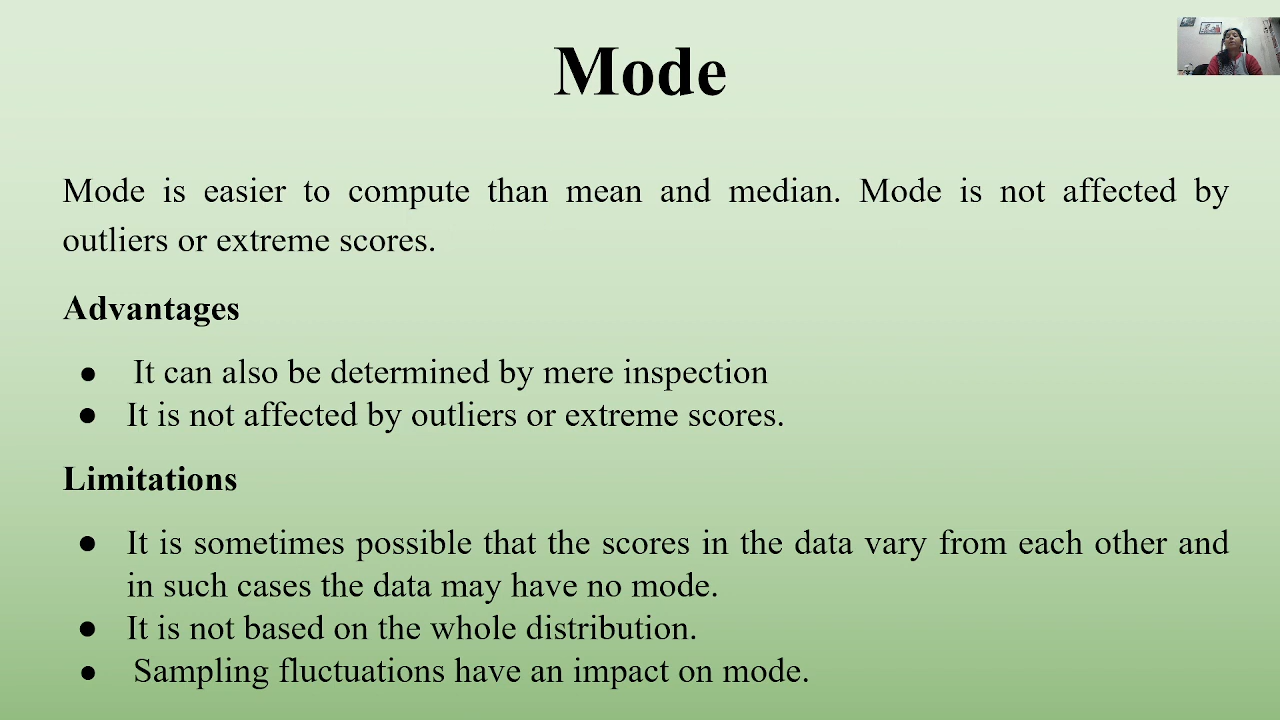 Mode
Mode is easier to compute than mean and median. Mode is not affected by
outliers or extreme scores.
Advantages
● It can also be determined by mere inspection
● It is not affected by outliers or extreme scores.
Limitations
● It is sometimes possible that the scores in the data vary from each other and
in such cases the data may have no mode.
● It is not based on the whole distribution.
● Sampling fluctuations have an impact on mode.